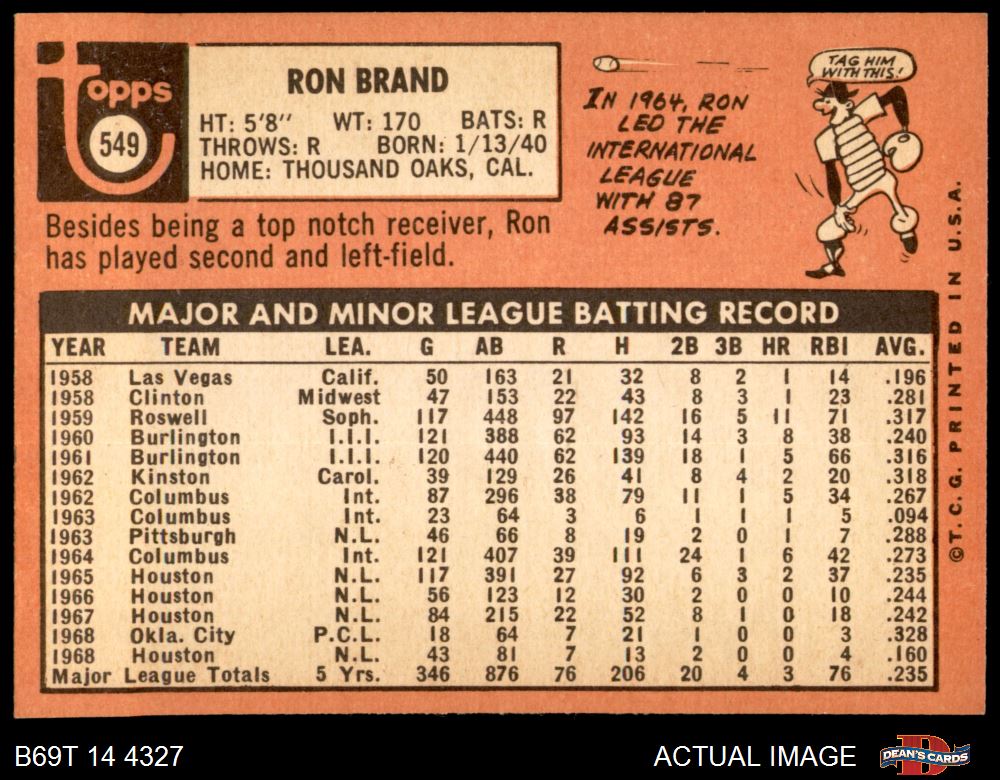 Topps
549
RON BRAND
HT: 5'8" WT: 170 BATS: R
THROWS: R BORN: 1/13/40
HOME: THOUSAND OAKS, CAL.
Besides being a top notch receiver, Ron
has played second and left-field.
IN 1964, RON
LED THE
INTERNATIONAL
LEAGUE
WITH 87
ASSISTS.
TAG HIM
WITH THIS!
MAJOR AND MINOR LEAGUE BATTING RECORD
YEAR TEAM LEA. G AB R H 2B 3B HR RBI AVG.
1958 Las Vegas Calif. 50 163 21 32 8 2 1 14 .196
1958 Clinton Midwest 47 153 22 43 8 3 1 23 .281
1959 Roswell Soph. 117 448 97 142 16 5 11 71 .317
1960 Burlington I.I.I. 121 388 62 93 14 3 8 38 .240
1961 Burlington I.I.I. 120 440 62 139 18 1 5 66 .316
1962 Kinston Carol. 39 129 26 41 8 4 2 20 .318
1962 Columbus Int. 87 296 38 79 11 1 5 34 .267
1963 Columbus Int. 23 64 3 6 1 1 1 5 .094
1963 Pittsburgh N.L. 46 66 8 19 2 0 1 7 .288
1964 Columbus Int. 121 407 39 111 24 1 6 42 .273
1965 Houston N.L. 117 391 27 92 6 3 2 37 .235
1966 Houston N.L. 56 123 12 30 2 0 0 10 .244
1967 Houston N.L. 84 215 22 52 8 1 0 18 .242
1968 Okla. City P.C.L. 18 64 7 21 1 0 0 3 .328
1968 Houston N.L. 43 81 7 13 2 0 0 4 .160
Major League Totals 5 Yrs. 346 876 76 206 20 4 3 76 .235
©T. C. G. PRINTED IN U.S.A.
B69T 14 4327
ACTUAL IMAGE
DEAN'S CARDS